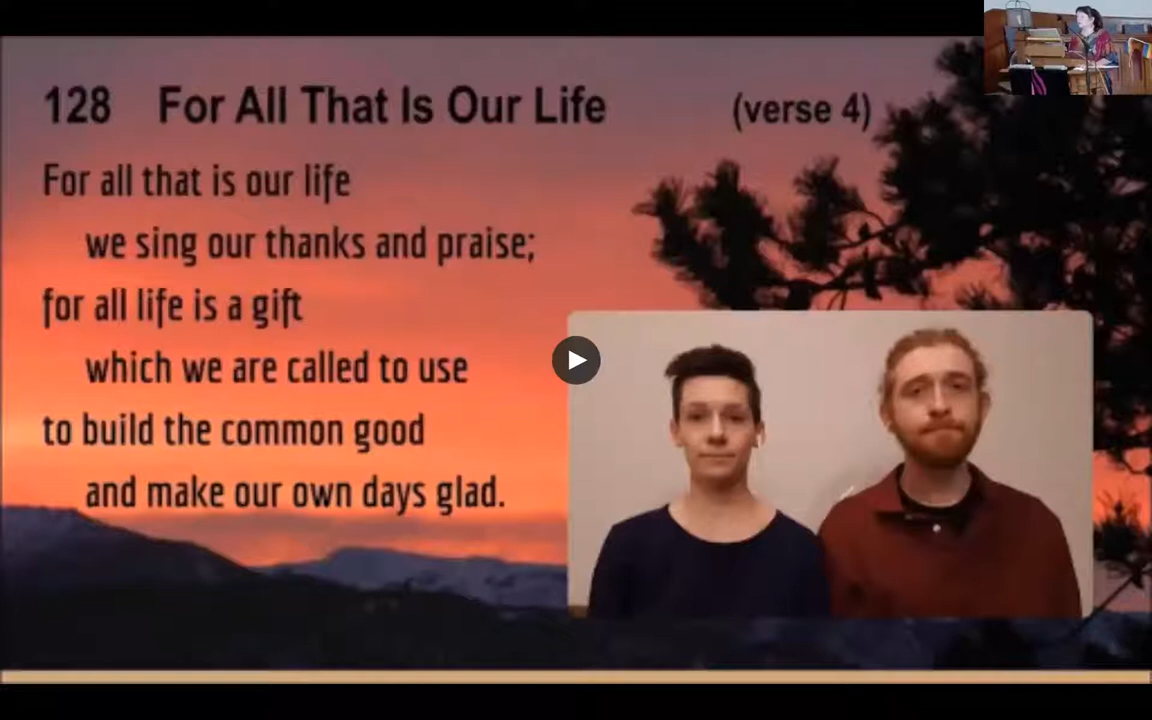 128 For All That Is Our Life (verse 4)
For all that is our life
we sing our thanks and praise;
for all life is a gift
which we are called to use
to build the common good
and make our own days glad.